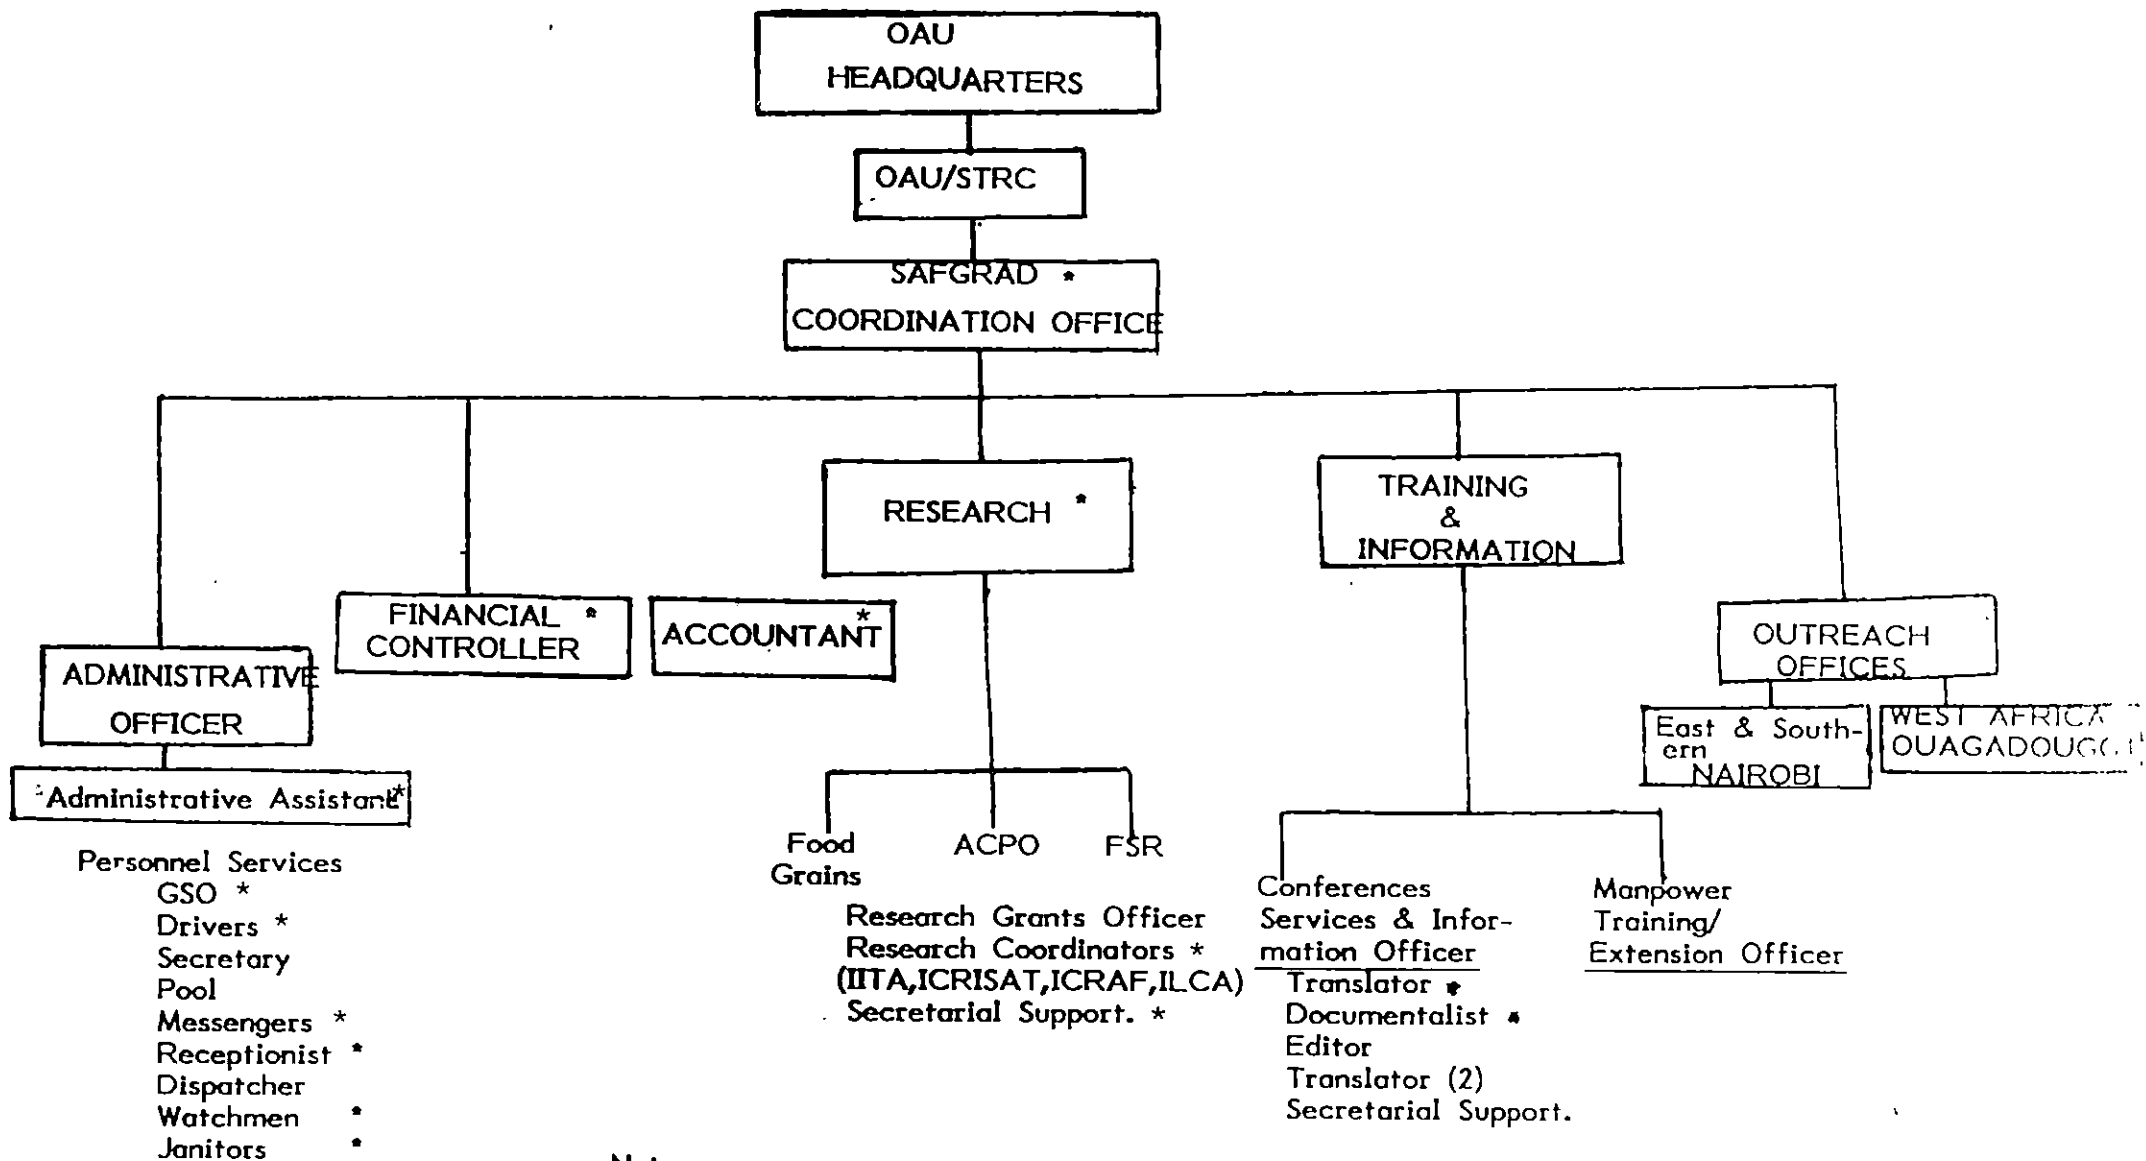 OAU
HEADQUARTERS
OAU/STRC
SAFGRAD *
COORDINATION OFFICE
RESEARCH *
TRAINING
&
INFORMATION
FINANCIAL *
CONTROLLER
ACCOUNTANT *
OUTREACH
OFFICES
ADMINISTRATIVE
OFFICER
East & South-
ern
NAIROBI
WEST AFRICA
Administrative Assistant *
Personnel Services
GSO *
Drivers *
Secretary
Pool
Messengers *
Receptionist *
Dispatcher
Watchmen *
Janitors *
Food
Grains
ACPO
FSR
Research Grants Officer
Research Coordinators *
(IITA,ICRISAT,ICRAF,ILCA)
Secretarial Support. *
Conferences
Services & Infor-
mation Officer
Translator *
Documentalist *
Editor
Translator (2)
Secretarial Support.
Manpower
Training/
Extension Officer